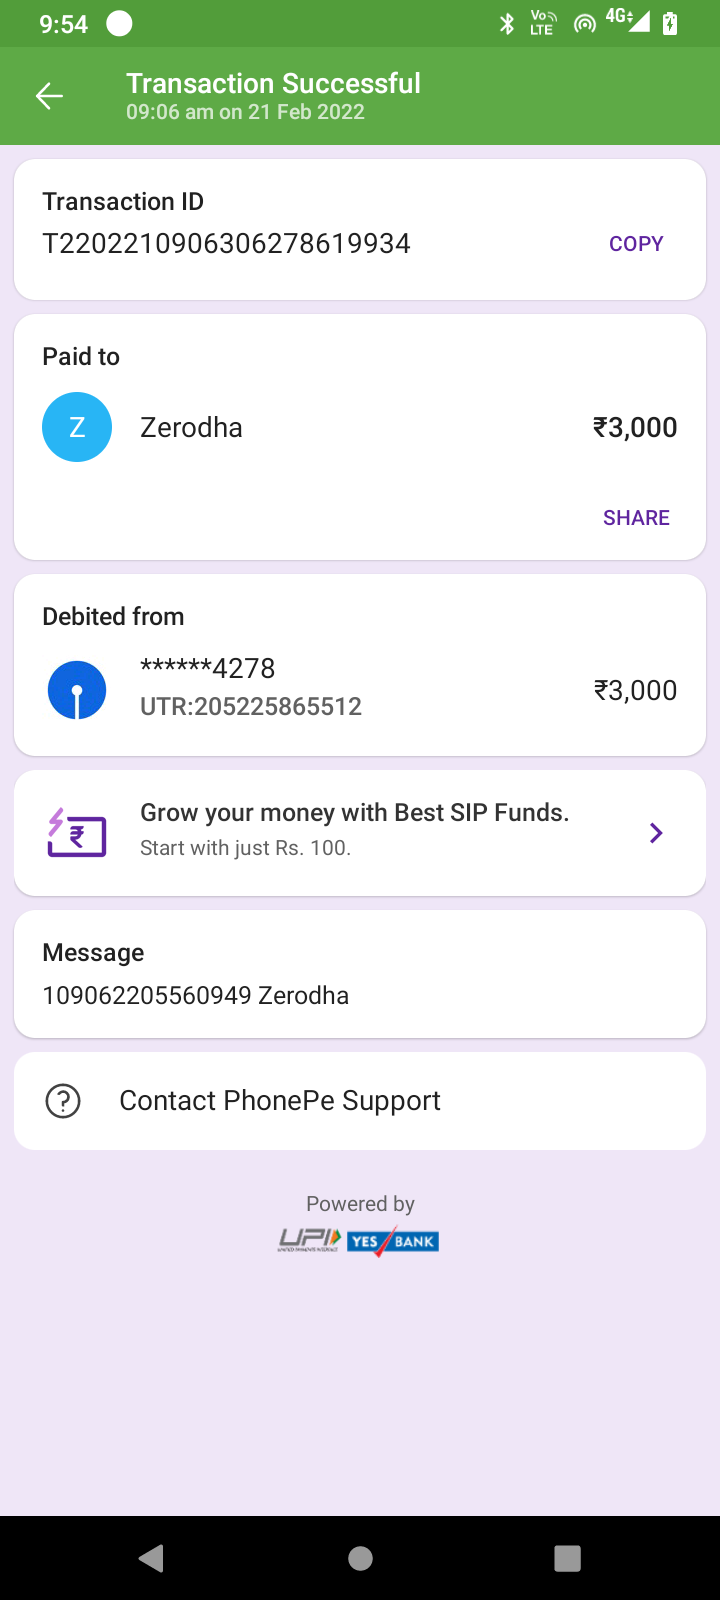 9:54
Vo
LTE
4G
Transaction Successful
09:06 am on 21 Feb 2022
Transaction ID
T2202210906306278619934
COPY
Paid to
Z
Zerodha
₹3,000
SHARE
Debited from
******4278
UTR:205225865512
₹3,000
Grow your money with Best SIP Funds.
Start with just Rs. 100.
Message
109062205560949 Zerodha
Contact PhonePe Support
Powered by
UPI
UNIFIED PAYMENTS INTERFACE
YES BANK